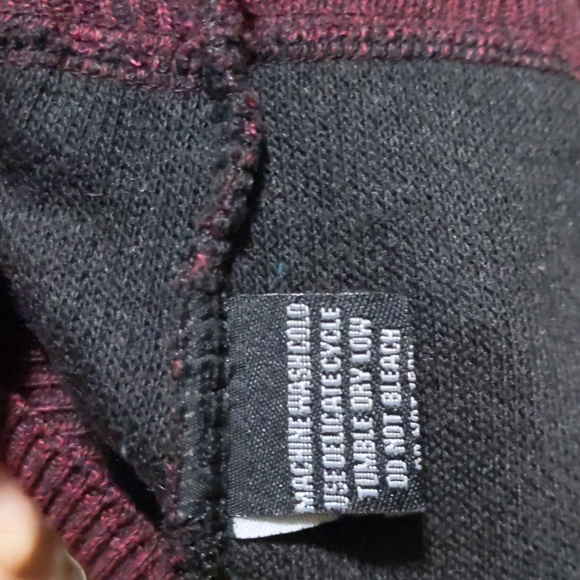 MACHINE WASH COLD
USE DELICATE CYCLE
TUMBLE DRY LOW
DO NOT BLEACH